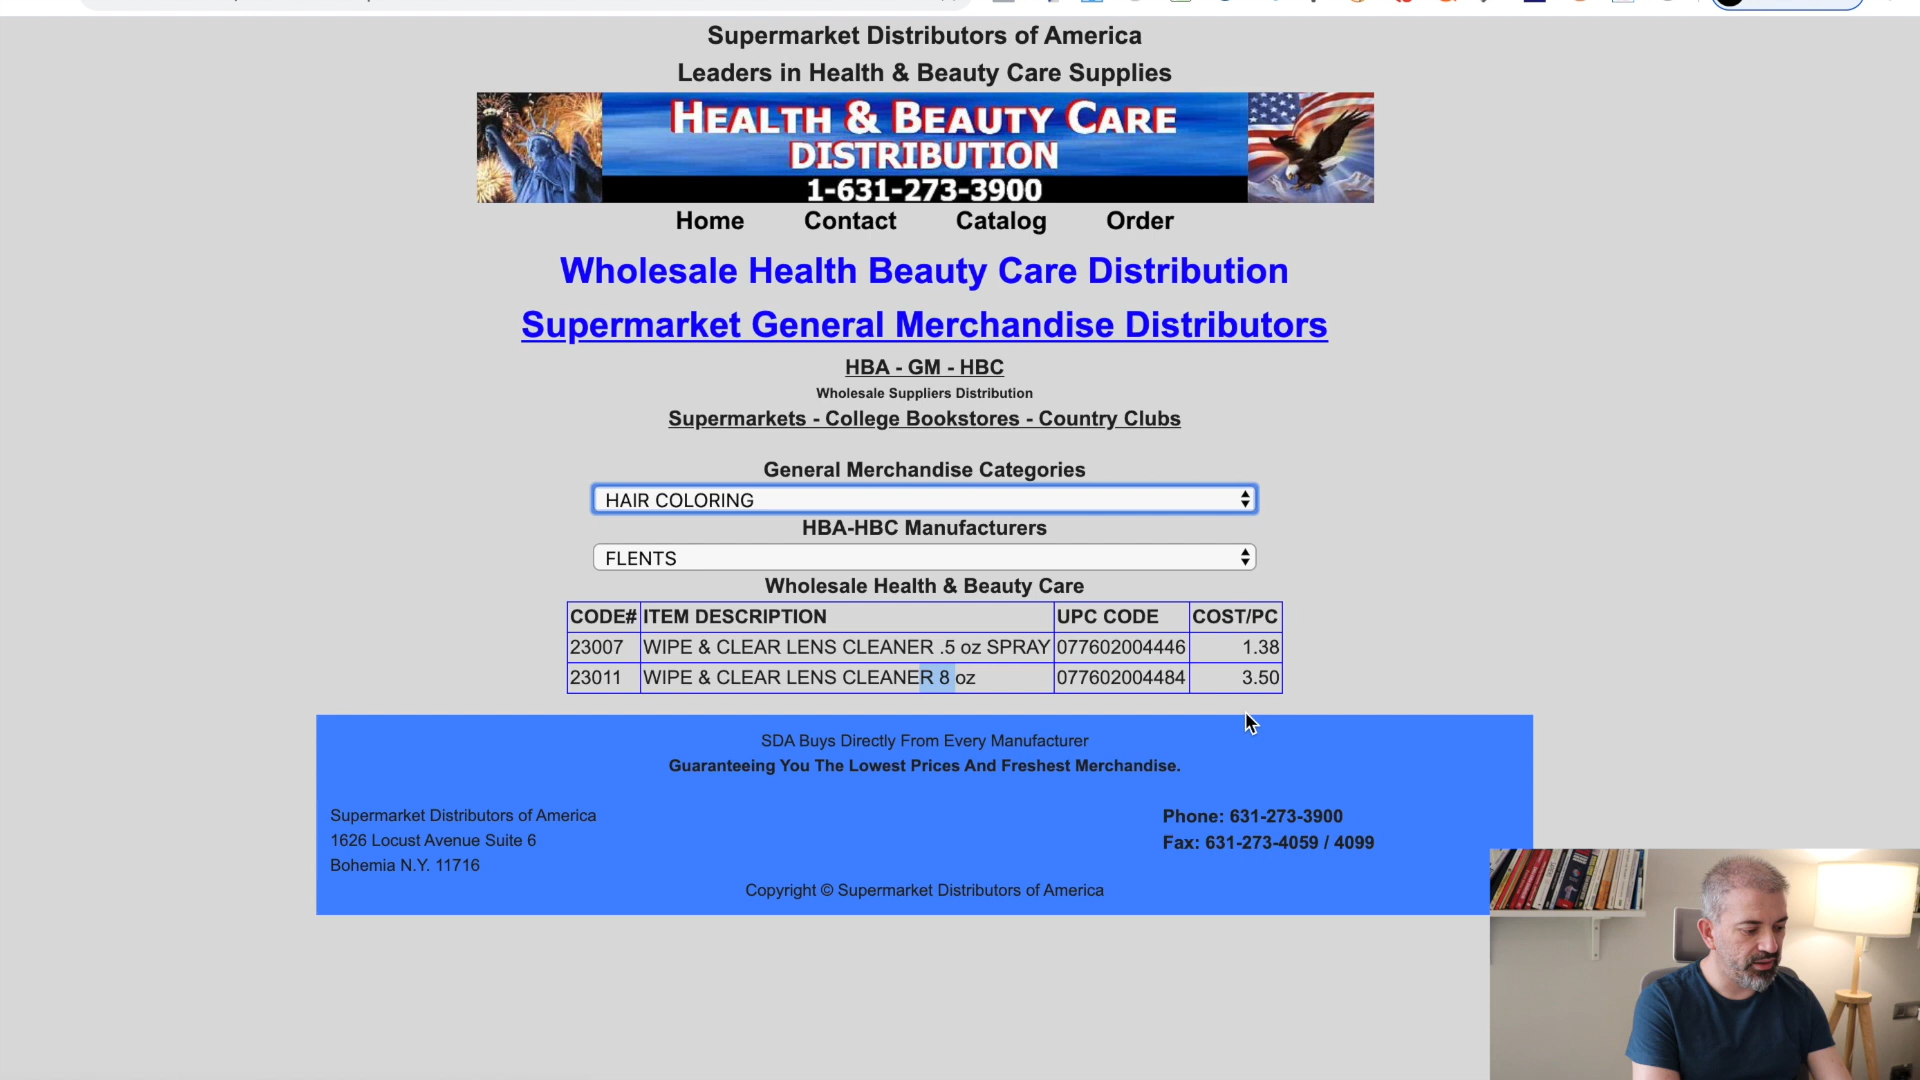 Supermarket Distributors of America
Leaders in Health & Beauty Care Supplies
HEALTH & BEAUTY CARE
DISTRIBUTION
1-631-273-3900
Home Contact Catalog Order
Wholesale Health Beauty Care Distribution
Supermarket General Merchandise Distributors
HBA - GM - HBC
Wholesale Suppliers Distribution
Supermarkets - College Bookstores - Country Clubs
General Merchandise Categories
HAIR COLORING
HBA-HBC Manufacturers
FLENTS
Wholesale Health & Beauty Care
CODE# ITEM DESCRIPTION UPC CODE COST/PC
23007 WIPE & CLEAR LENS CLEANER .5 oz SPRAY 077602004446 1.38
23011 WIPE & CLEAR LENS CLEANER 8 oz 077602004484 3.50
SDA Buys Directly From Every Manufacturer
Guaranteeing You The Lowest Prices And Freshest Merchandise.
Supermarket Distributors of America
1626 Locust Avenue Suite 6
Bohemia N.Y. 11716
Phone: 631-273-3900
Fax: 631-273-4059 / 4099
Copyright © Supermarket Distributors of America